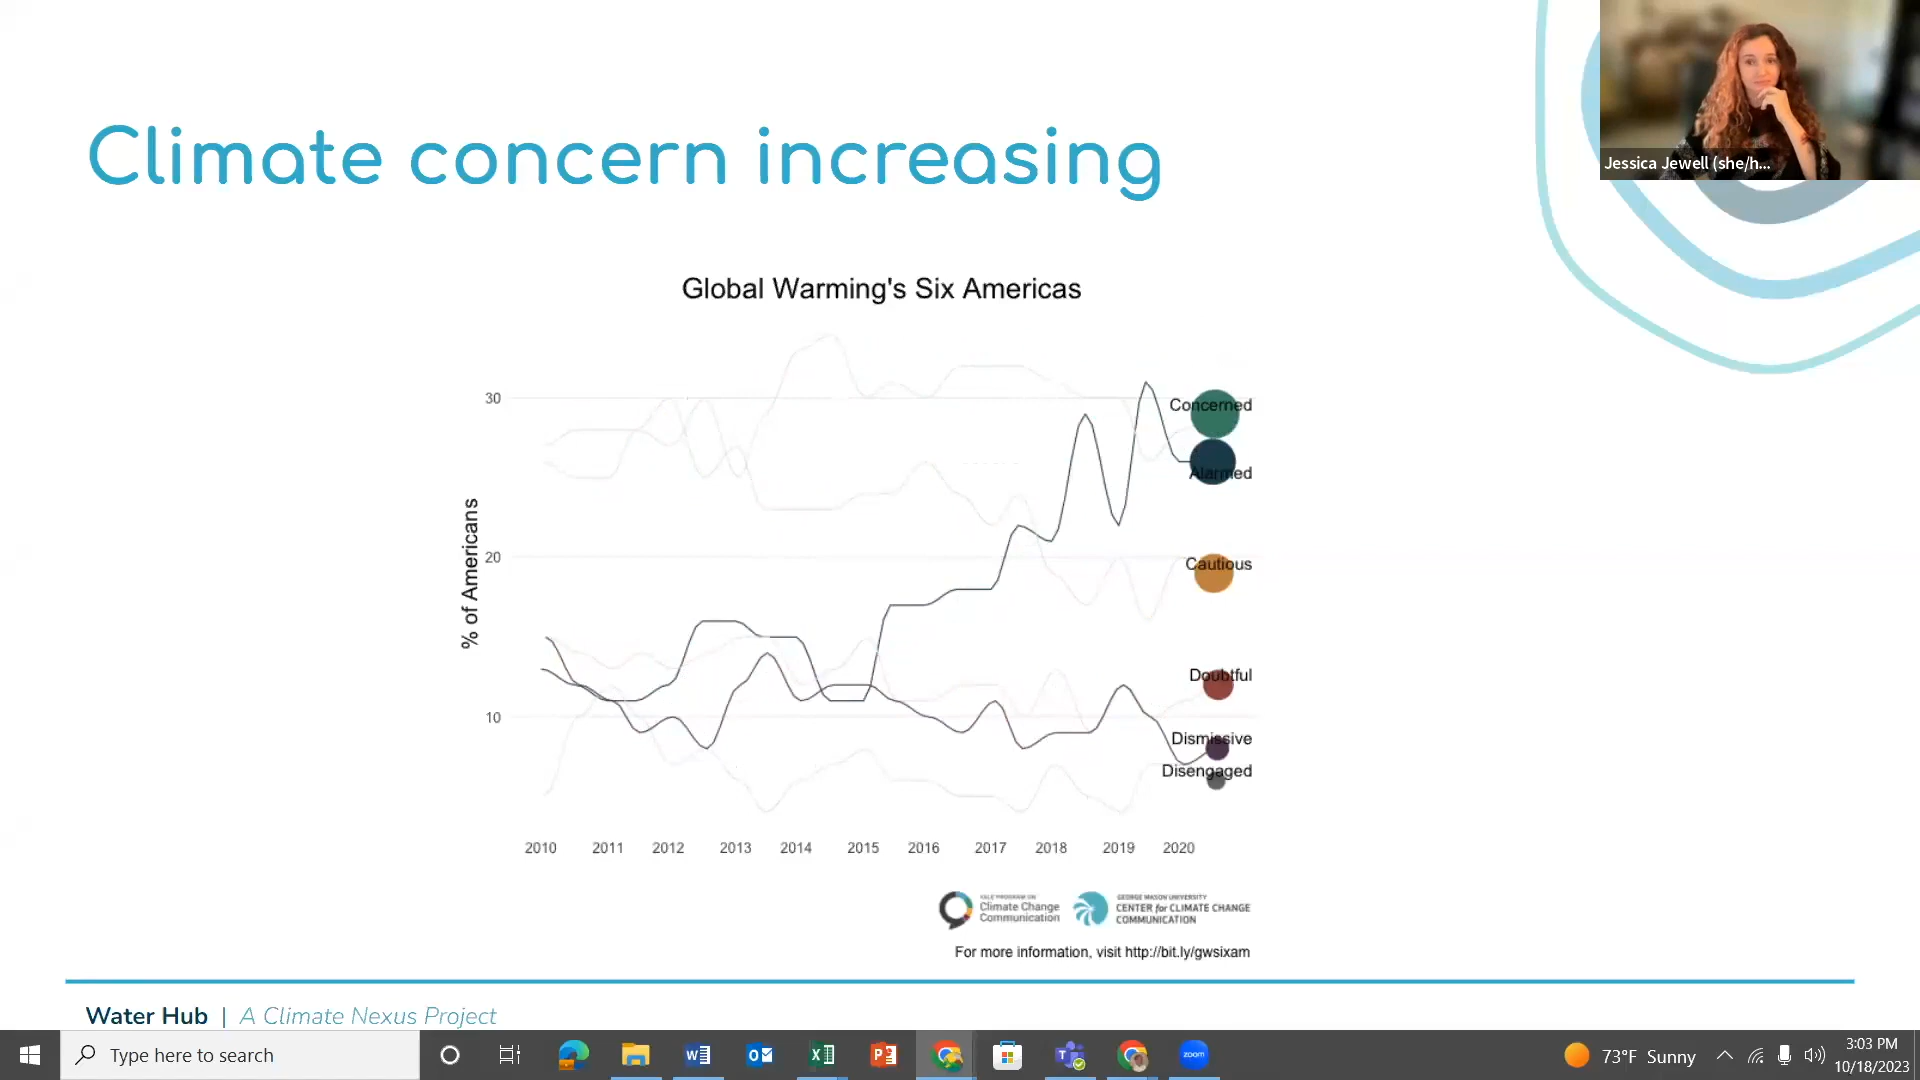 Climate concern increasing
Jessica Jewell (she/h...
Global Warming's Six Americas
% of Americans
30
20
10
Concerned
Alarmed
Cautious
Doubtful
Dismissive
Disengaged
2010 2011 2012 2013 2014 2015 2016 2017 2018 2019 2020
YALE PROGRAM ON
Climate Change
Communication
GEORGE MASON UNIVERSITY
CENTER for CLIMATE CHANGE
COMMUNICATION
For more information, visit http://bit.ly/gwsixam
Water Hub | A Climate Nexus Project
Type here to search
zoom
73°F Sunny
3:03 PM
10/18/2023